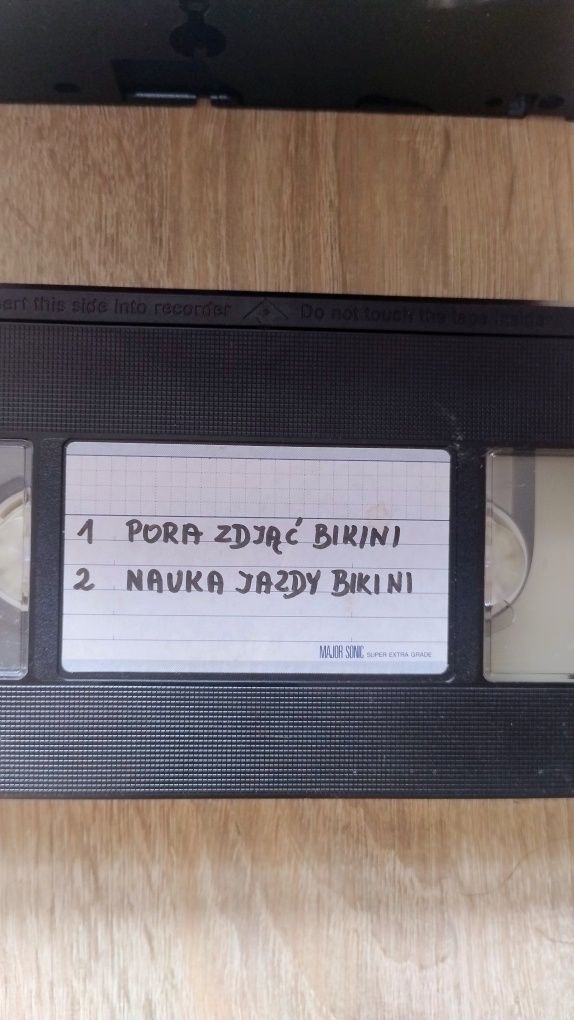 ert this side into recorder Do not touch the tape inside
1 PORA ZDJĄĆ BIKINI
2 NAUKA JAZDY BIKINI
MAJOR SONIC SUPER EXTRA GRADE